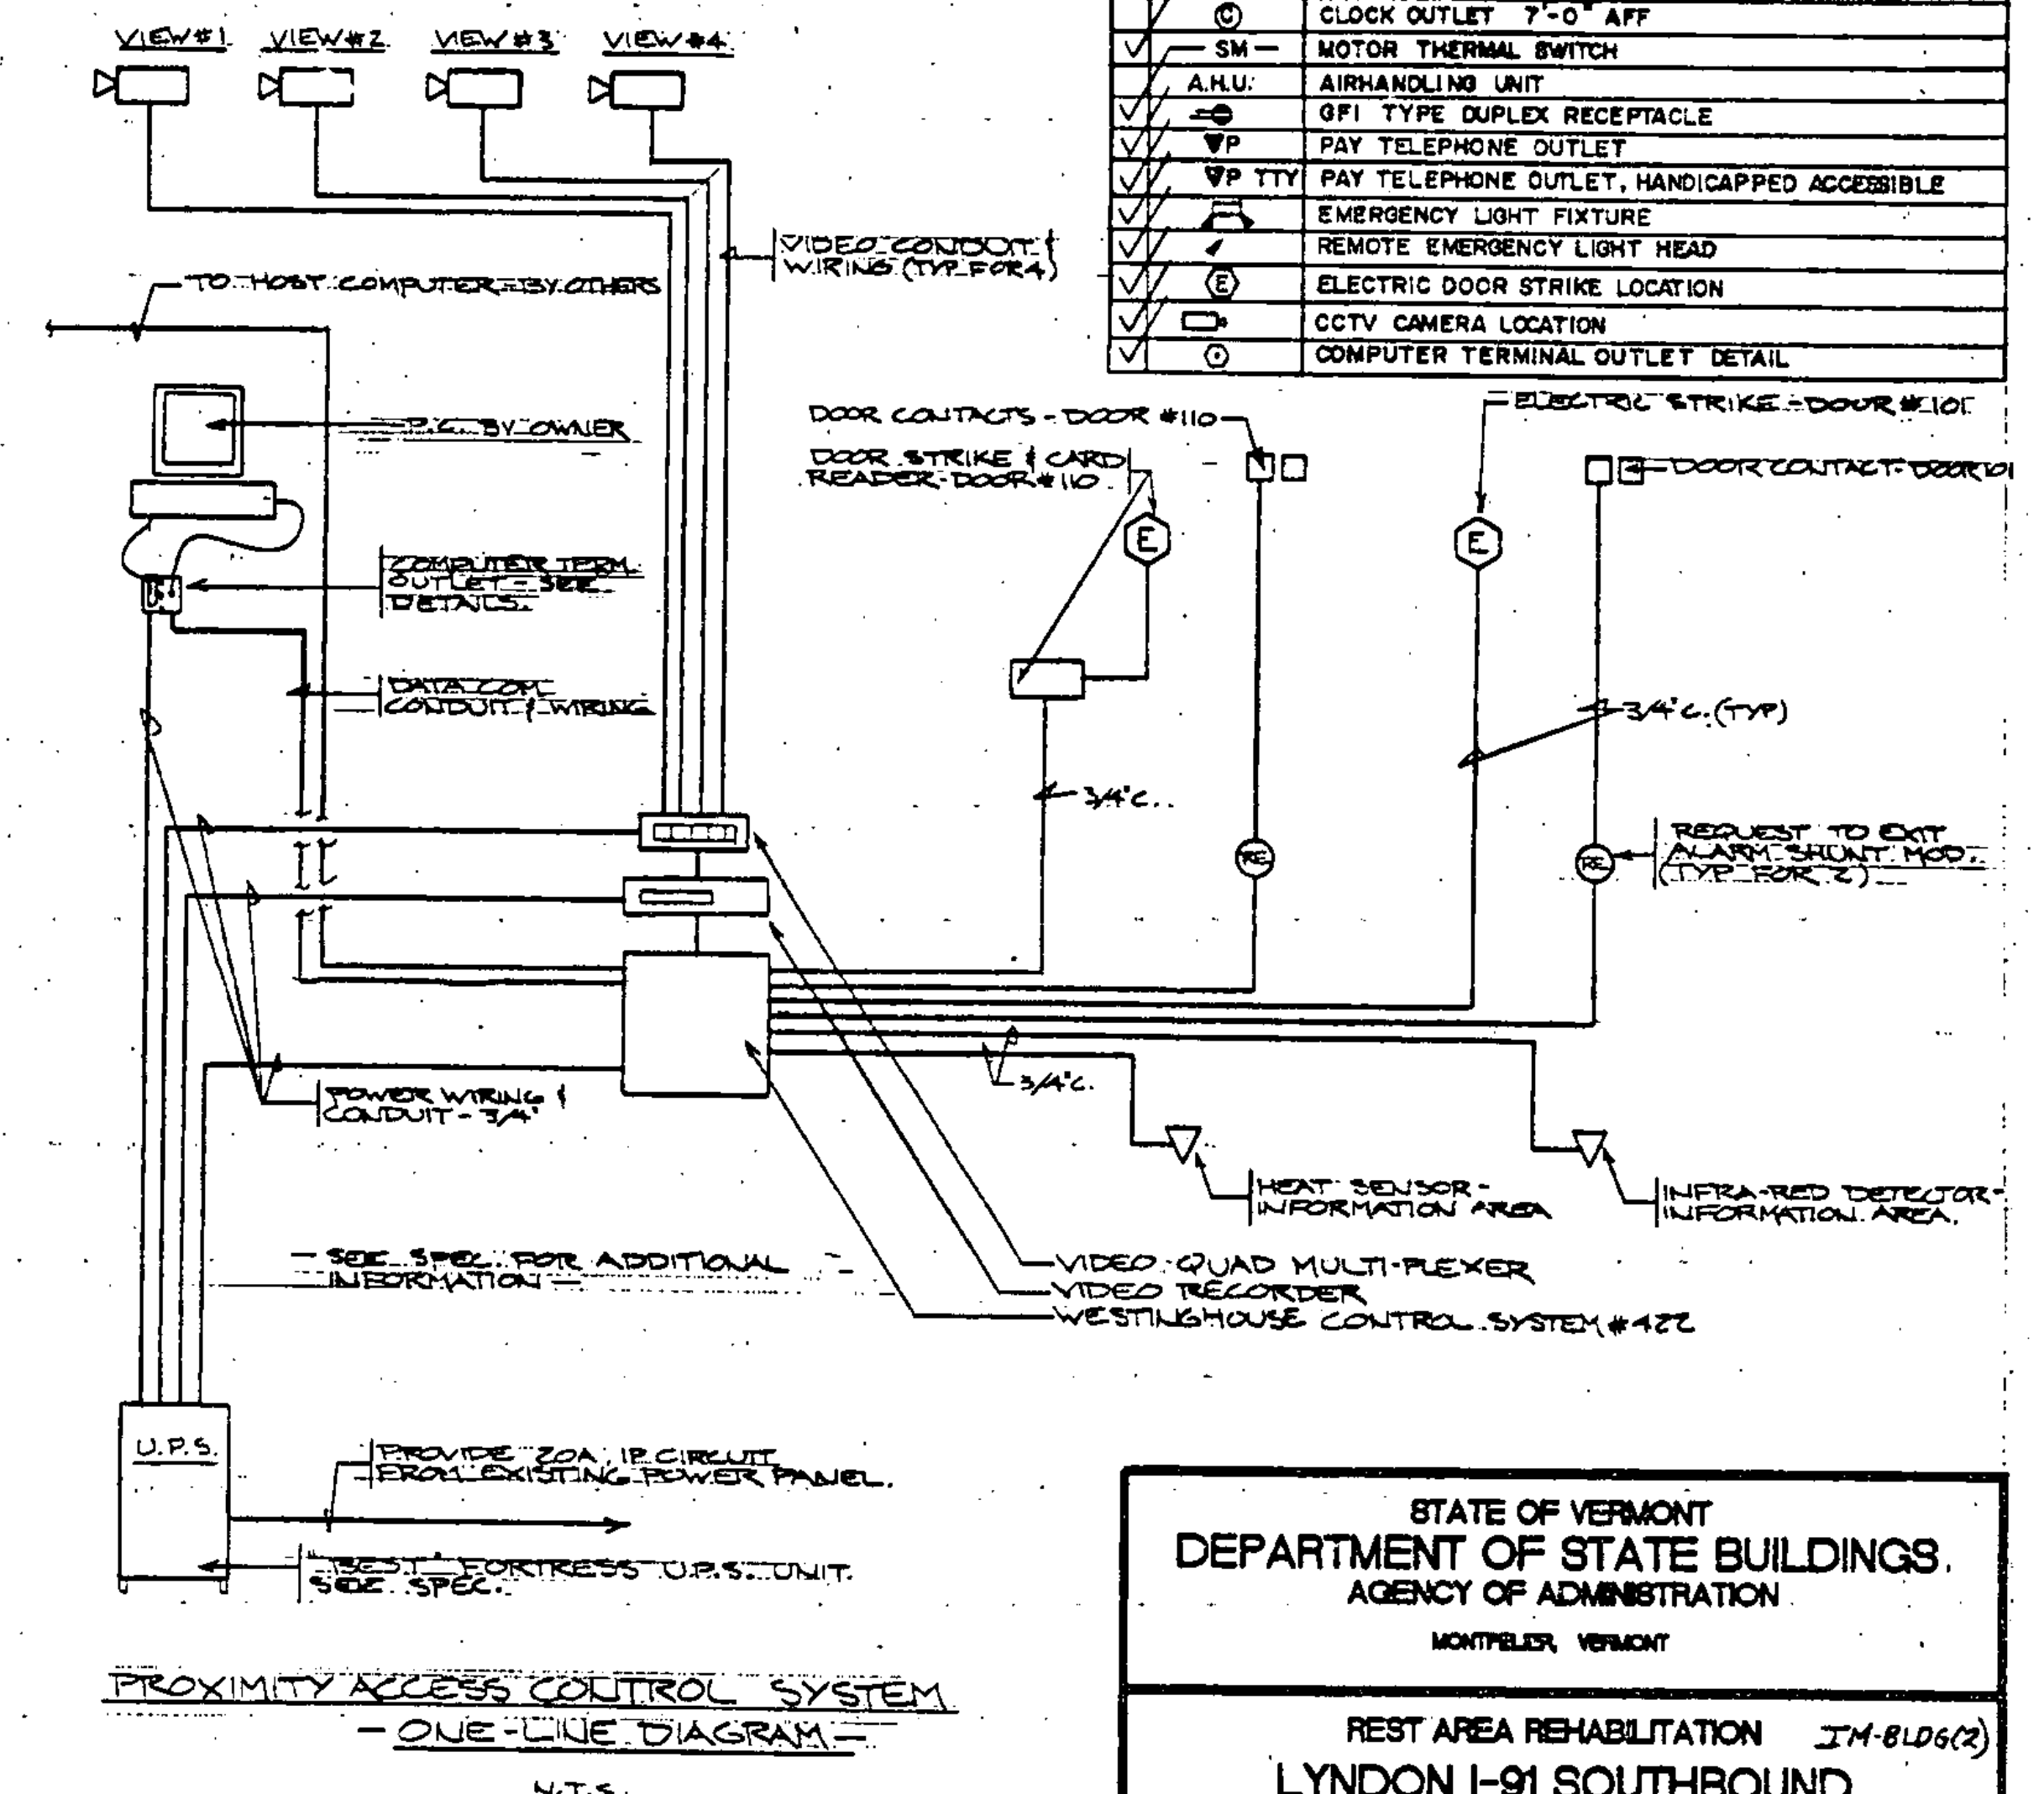 VIEW #1 VIEW #2 VIEW #3 VIEW #4
C CLOCK OUTLET 7'-0" AFF
SM MOTOR THERMAL SWITCH
A.H.U. AIRHANDLING UNIT
GFI TYPE DUPLEX RECEPTACLE
P PAY TELEPHONE OUTLET
P TTY PAY TELEPHONE OUTLET, HANDICAPPED ACCESSIBLE
EMERGENCY LIGHT FIXTURE
REMOTE EMERGENCY LIGHT HEAD
E ELECTRIC DOOR STRIKE LOCATION
CCTV CAMERA LOCATION
COMPUTER TERMINAL OUTLET DETAIL
VIDEO CONDUIT &
WIRING (TYP FOR 4)
TO HOST COMPUTER - BY OTHERS
P.C. BY OWNER
COMPUTER TERM.
OUTLET - SEE
DETAILS.
DATA COM
CONDUIT & WIRING
DOOR CONTACTS - DOOR #110
DOOR STRIKE & CARD
READER - DOOR #110
E
ELECTRIC STRIKE - DOOR #101
DOOR CONTACT - DOOR 101
E
3/4"C. (TYP)
3/4"C.
RE
RE
REQUEST TO EXIT
ALARM SHUNT MOD.
(TYP FOR 2)
3/4"C.
POWER WIRING &
CONDUIT - 3/4"
HEAT SENSOR -
INFORMATION AREA
INFRA-RED DETECTOR -
INFORMATION AREA.
- SEE SPEC. FOR ADDITIONAL
INFORMATION -
VIDEO QUAD MULTI-PLEXER
VIDEO RECORDER
WESTINGHOUSE CONTROL SYSTEM #422
U.P.S.
PROVIDE 20A, 1P CIRCUIT
FROM EXISTING POWER PANEL.
"BEST" FORTRESS U.P.S. UNIT.
SEE SPEC.
PROXIMITY ACCESS CONTROL SYSTEM
- ONE-LINE DIAGRAM -
N.T.S.
STATE OF VERMONT
DEPARTMENT OF STATE BUILDINGS.
AGENCY OF ADMINISTRATION
MONTPELIER, VERMONT
REST AREA REHABILITATION IM-BLDG(2)
LYNDON I-91 SOUTHBOUND